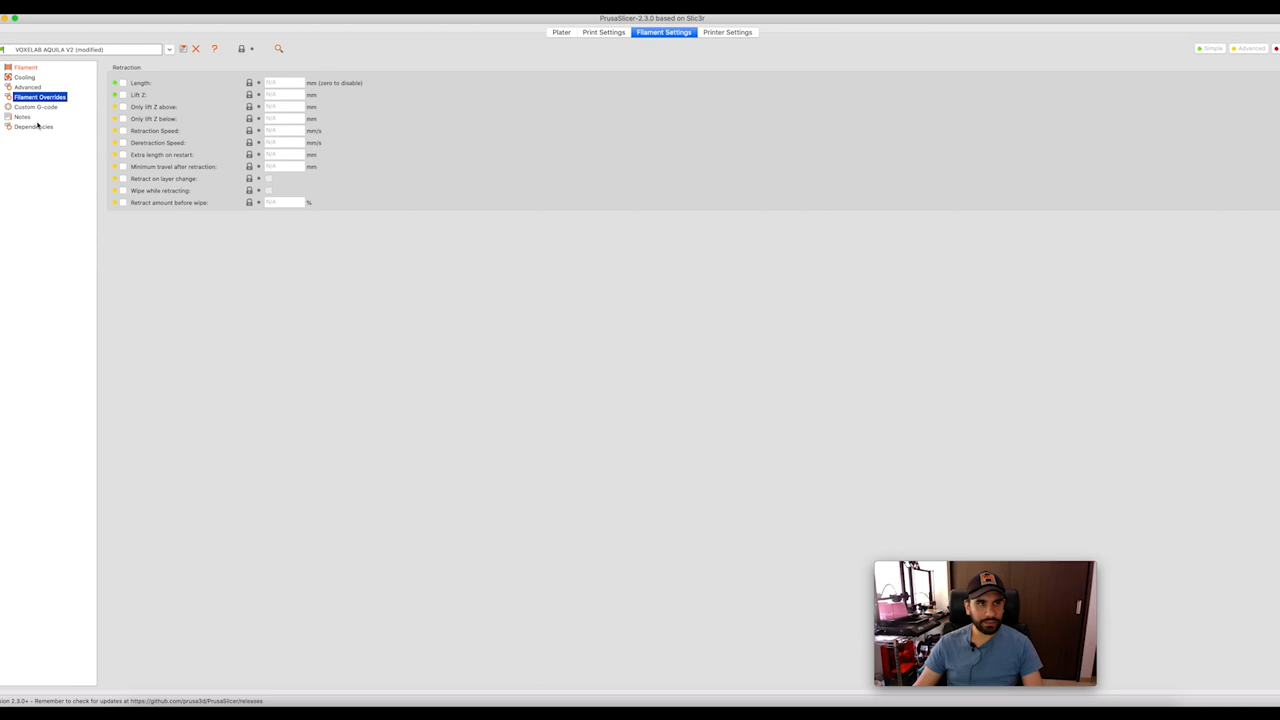 PrusaSlicer-2.3.0 based on Slic3r
Plater Print Settings Filament Settings Printer Settings
VOXELAB AQUILA V2 (modified)
Simple Advanced
Filament
Cooling
Advanced
Filament Overrides
Custom G-code
Notes
Dependencies
Retraction
Length: N/A mm (zero to disable)
Lift Z: N/A mm
Only lift Z above: N/A mm
Only lift Z below: N/A mm
Retraction Speed: N/A mm/s
Deretraction Speed: N/A mm/s
Extra length on restart: N/A mm
Minimum travel after retraction: N/A mm
Retract on layer change:
Wipe while retracting:
Retract amount before wipe: N/A %
sion 2.3.0+ - Remember to check for updates at https://github.com/prusa3d/PrusaSlicer/releases